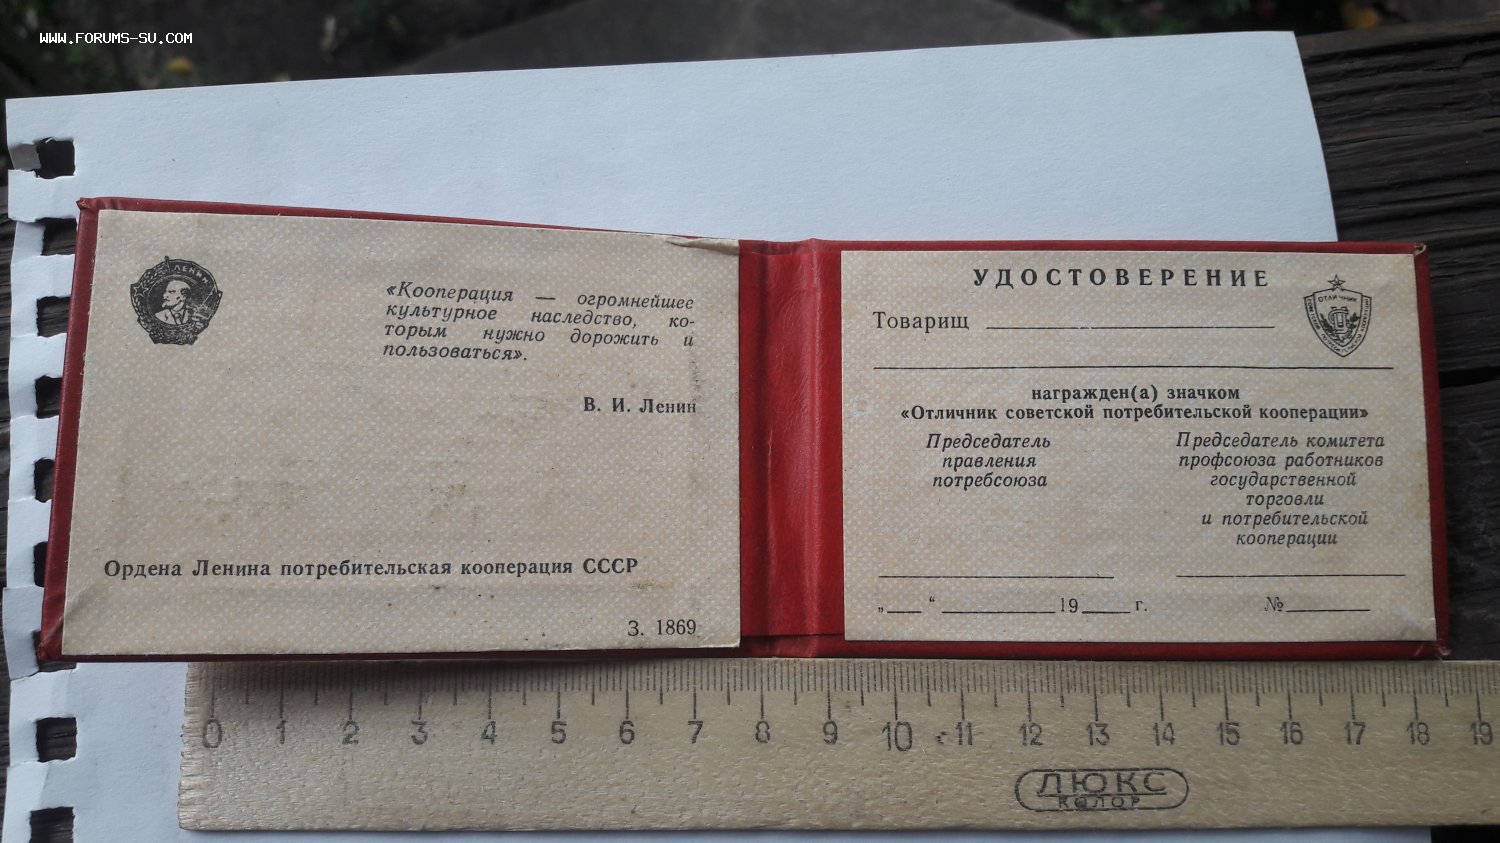 WWW.FORUMS-SU.COM
ЛЕНИН
«Кооперация — огромнейшее
культурное наследство, ко-
торым нужно дорожить и
пользоваться».
В. И. Ленин
Ордена Ленина потребительская кооперация СССР
З. 1869
УДОСТОВЕРЕНИЕ
Товарищ
ОТЛИЧНИК
награжден(а) значком
«Отличник советской потребительской кооперации»
Председатель
правления
потребсоюза
Председатель комитета
профсоюза работников
государственной
торговли
и потребительской
кооперации
„ “ 19 г.
№
0 1 2 3 4 5 6 7 8 9 10 11 12 13 14 15 16 17 18 19
ЛЮКС
КОЛОР